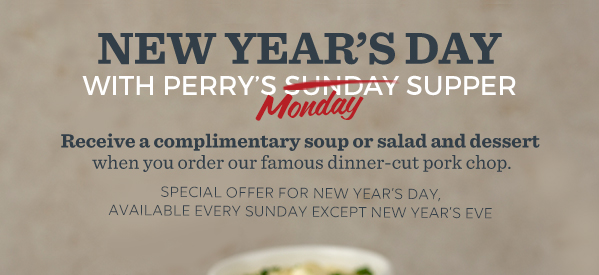 NEW YEAR'S DAY
WITH PERRY'S SUNDAY SUPPER
Monday
Receive a complimentary soup or salad and dessert
when you order our famous dinner-cut pork chop.
SPECIAL OFFER FOR NEW YEAR'S DAY,
AVAILABLE EVERY SUNDAY EXCEPT NEW YEAR'S EVE